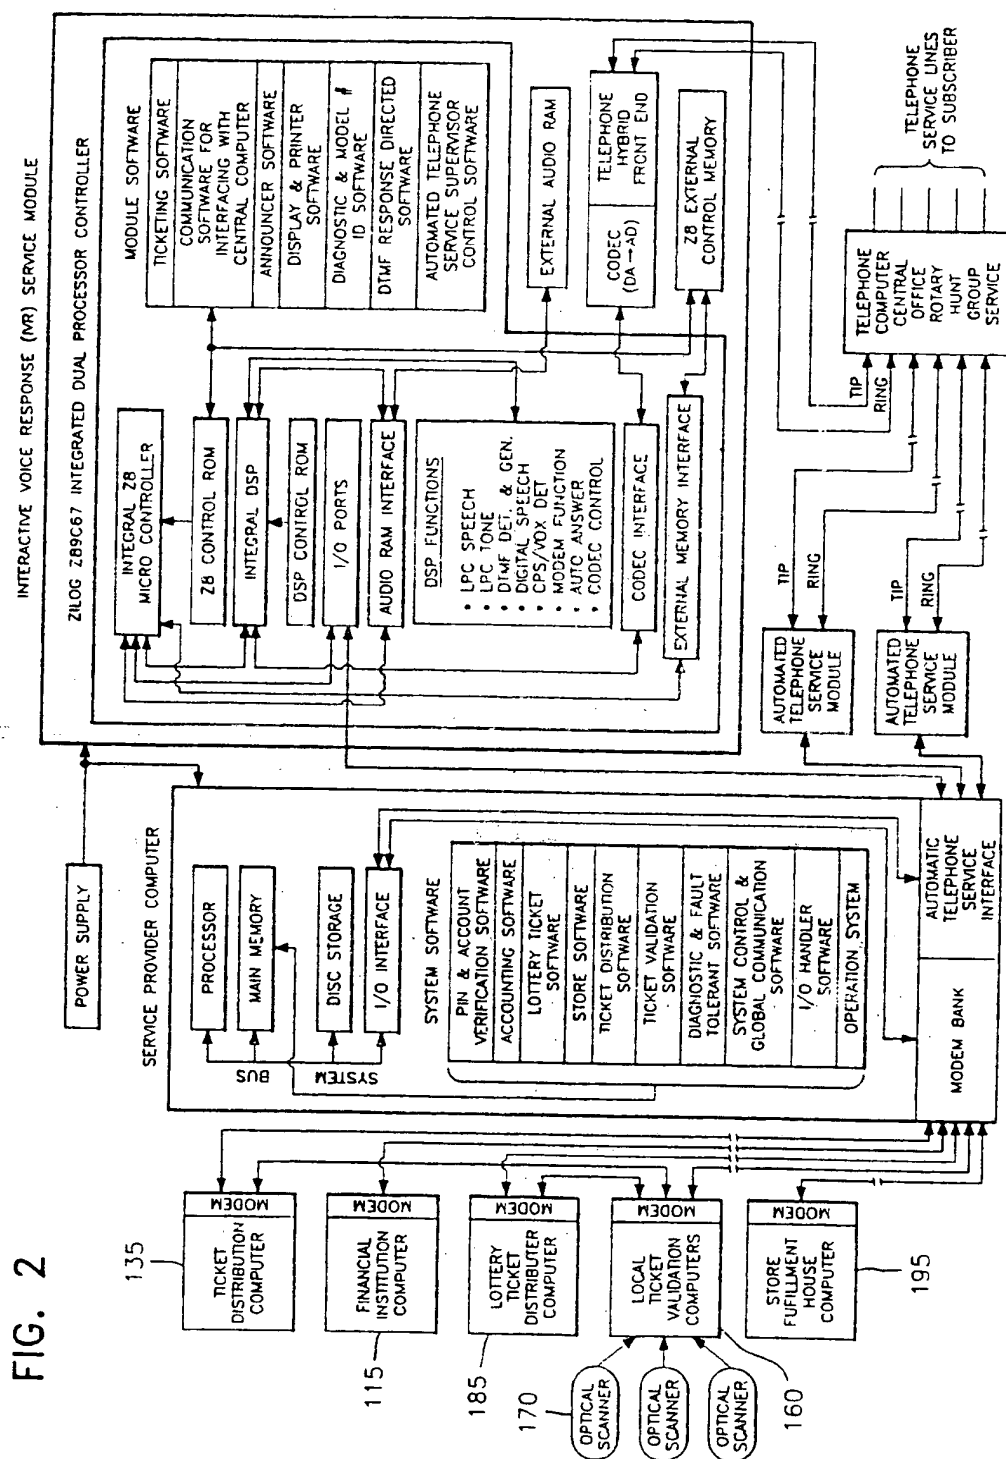 FIG. 2
INTERACTIVE VOICE RESPONSE (IVR) SERVICE MODULE
ZILOG Z89C67 INTEGRATED DUAL PROCESSOR CONTROLLER
INTEGRAL Z8
MICRO CONTROLLER
Z8 CONTROL ROM
INTEGRAL DSP
DSP CONTROL ROM
I/O PORTS
AUDIO RAM INTERFACE
DSP FUNCTIONS
• LPC SPEECH
• LPC TONE
• DTMF DET. & GEN.
• DIGITAL SPEECH
• CPS/VOX DET
• MODEM FUNCTION
• AUTO ANSWER
• CODEC CONTROL
CODEC INTERFACE
EXTERNAL MEMORY INTERFACE
MODULE SOFTWARE
TICKETING SOFTWARE
COMMUNICATION
SOFTWARE FOR
INTERFACING WITH
CENTRAL COMPUTER
ANNOUNCER SOFTWARE
DISPLAY & PRINTER
SOFTWARE
DIAGNOSTIC & MODEL #
ID SOFTWARE
DTMF RESPONSE DIRECTED
SOFTWARE
AUTOMATED TELEPHONE
SERVICE SUPERVISOR
CONTROL SOFTWARE
EXTERNAL AUDIO RAM
CODEC
(DA→AD)
TELEPHONE
HYBRID
FRONT END
Z8 EXTERNAL
CONTROL MEMORY
POWER SUPPLY
SERVICE PROVIDER COMPUTER
PROCESSOR
MAIN MEMORY
DISC STORAGE
I/O INTERFACE
BUS
SYSTEM
SYSTEM SOFTWARE
PIN & ACCOUNT
VERIFICATION SOFTWARE
ACCOUNTING SOFTWARE
LOTTERY TICKET
SOFTWARE
STORE SOFTWARE
TICKET DISTRIBUTION
SOFTWARE
TICKET VALIDATION
SOFTWARE
DIAGNOSTIC & FAULT
TOLERANT SOFTWARE
SYSTEM CONTROL &
GLOBAL COMMUNICATION
SOFTWARE
I/O HANDLER
SOFTWARE
OPERATION SYSTEM
MODEM BANK
AUTOMATIC
TELEPHONE
SERVICE
INTERFACE
AUTOMATED
TELEPHONE
SERVICE
MODULE
TIP
RING
AUTOMATED
TELEPHONE
SERVICE
MODULE
TIP
RING
TIP
RING
TELEPHONE
COMPUTER
CENTRAL
OFFICE
ROTARY
HUNT
GROUP
SERVICE
TELEPHONE
SERVICE LINES
TO SUBSCRIBER
135
TICKET
DISTRIBUTION
COMPUTER
MODEM
115
FINANCIAL
INSTITUTION
COMPUTER
MODEM
185
LOTTERY
TICKET
DISTRIBUTER
COMPUTER
MODEM
170
OPTICAL
SCANNER
OPTICAL
SCANNER
OPTICAL
SCANNER
160
LOCAL
TICKET
VALIDATION
COMPUTERS
MODEM
STORE
FUFILLMENT
HOUSE
COMPUTER
MODEM
195